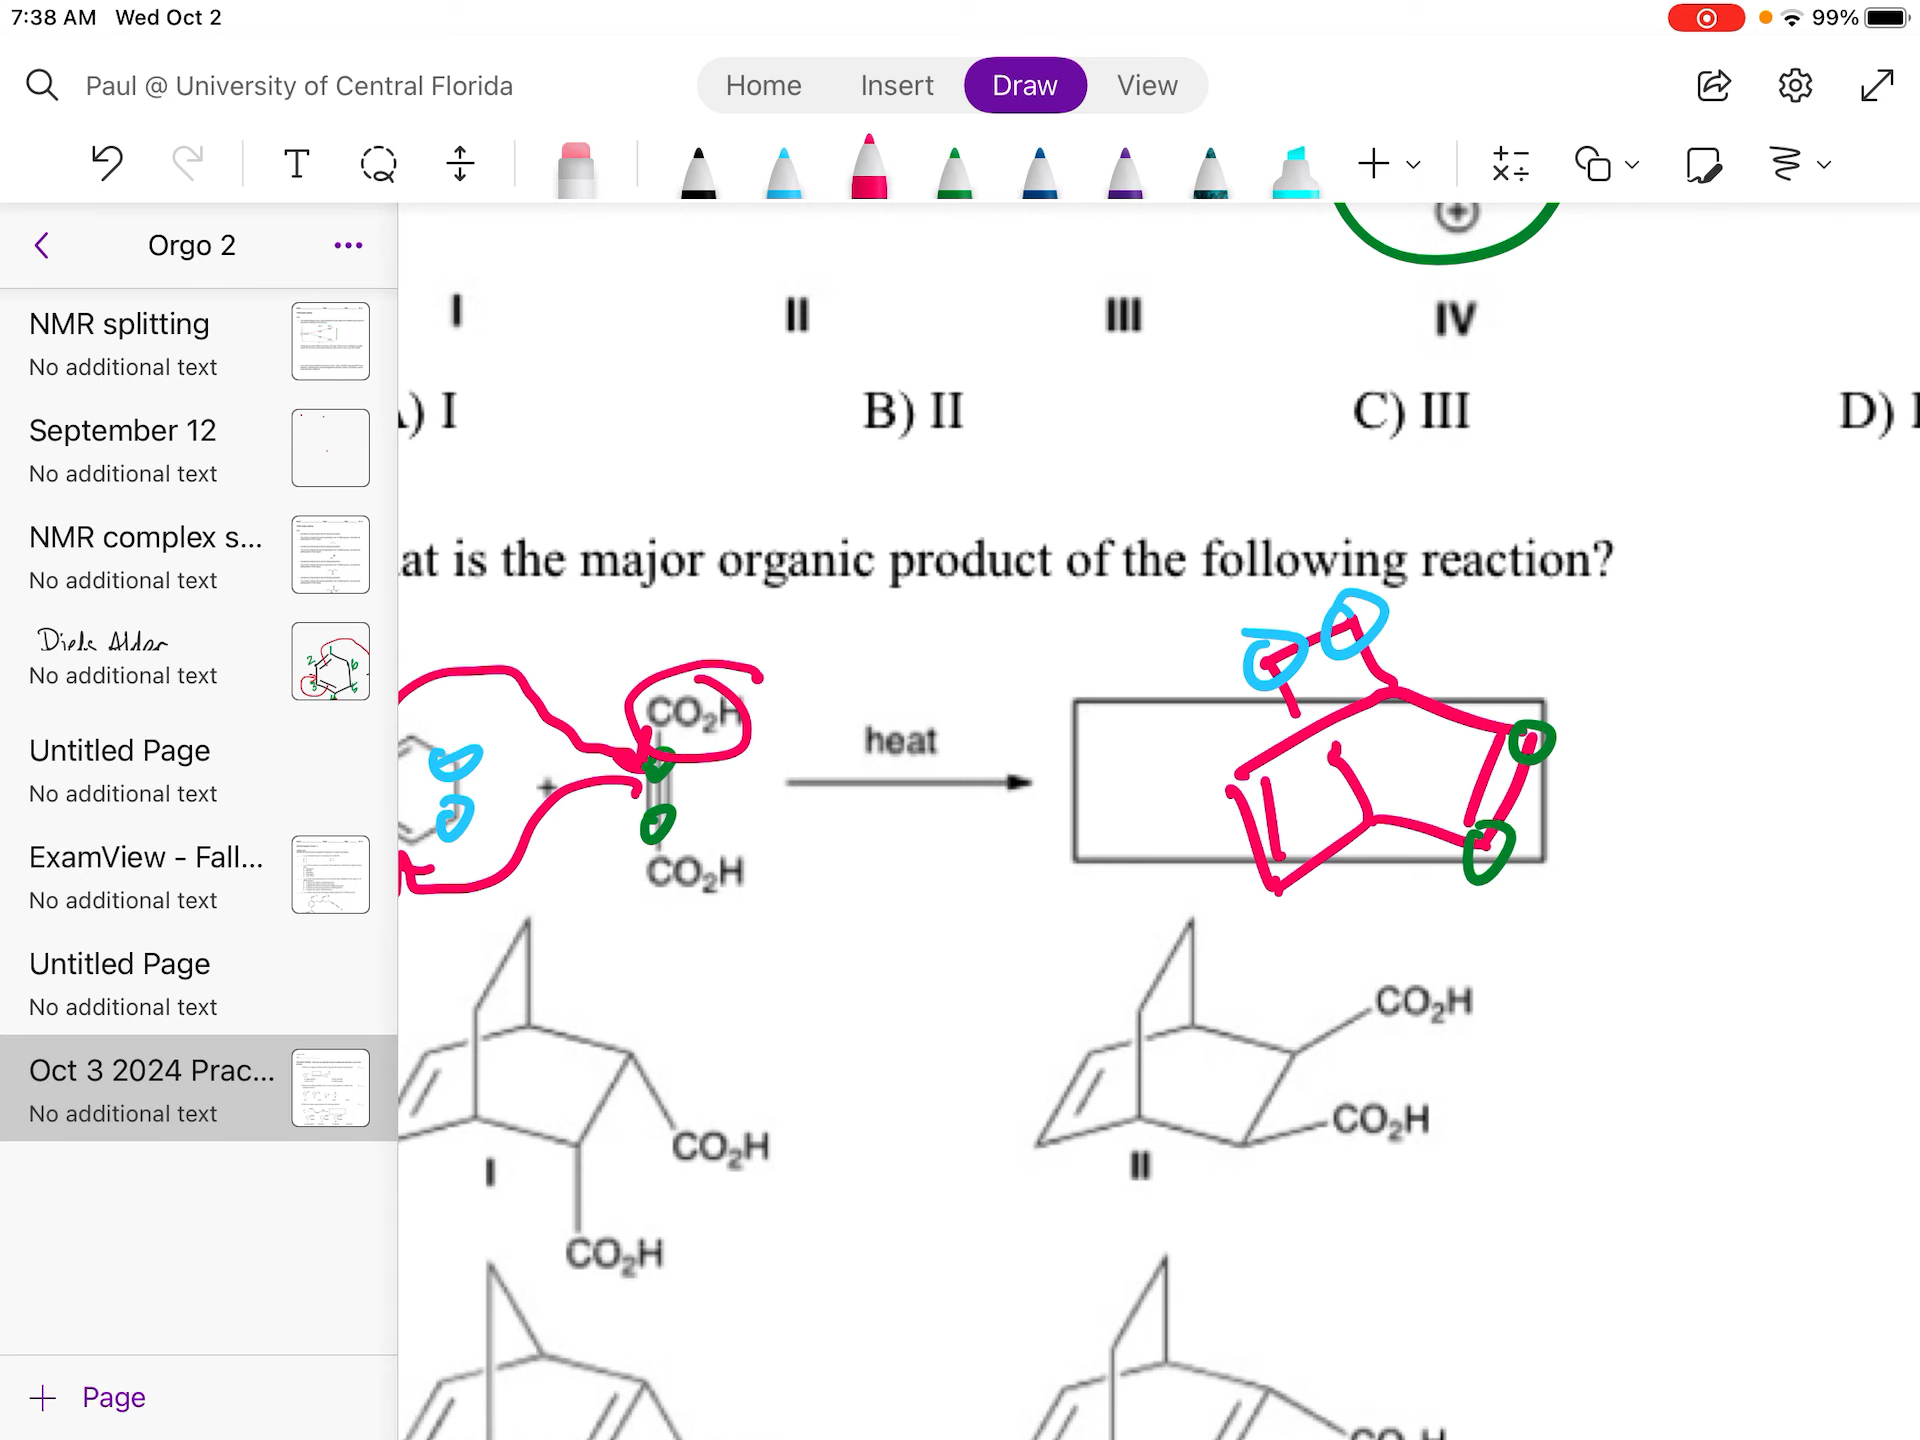 7:38 AM Wed Oct 2
99%
Paul @ University of Central Florida
Home Insert Draw View
T
Orgo 2
NMR splitting
No additional text
September 12
No additional text
NMR complex s...
No additional text
Diels Alder
No additional text
Untitled Page
No additional text
ExamView - Fall...
No additional text
Untitled Page
No additional text
Oct 3 2024 Prac...
No additional text
+ Page
I II III IV
) I B) II C) III D)
at is the major organic product of the following reaction?
CO₂H
+
heat
CO₂H
CO₂H
CO₂H
CO₂H
CO₂H
I
II